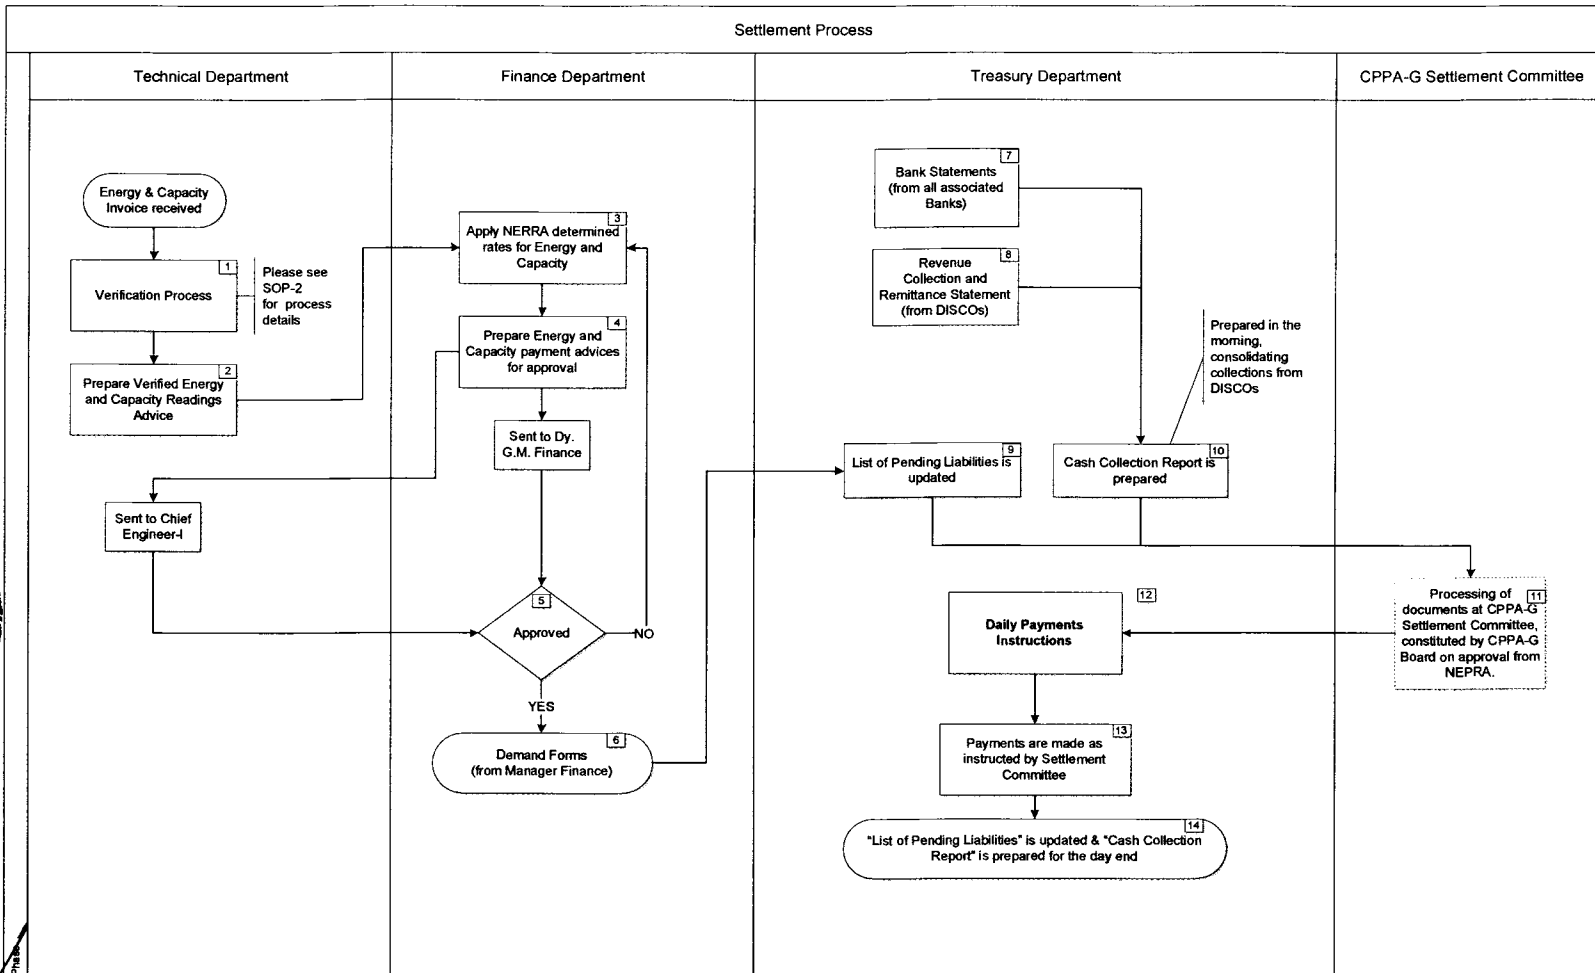 Settlement Process
Technical Department
Finance Department
Treasury Department
CPPA-G Settlement Committee
Energy & Capacity
Invoice received
1
Verification Process
Please see
SOP-2
for process
details
2
Prepare Verified Energy
and Capacity Readings
Advice
Sent to Chief
Engineer-I
3
Apply NERRA determined
rates for Energy and
Capacity
4
Prepare Energy and
Capacity payment advices
for approval
Sent to Dy.
G.M. Finance
5
Approved
NO
YES
6
Demand Forms
(from Manager Finance)
7
Bank Statements
(from all associated
Banks)
8
Revenue
Collection and
Remittance Statement
(from DISCOs)
Prepared in the
morning,
consolidating
collections from
DISCOs
9
List of Pending Liabilities is
updated
10
Cash Collection Report is
prepared
11
Processing of
documents at CPPA-G
Settlement Committee,
constituted by CPPA-G
Board on approval from
NEPRA.
12
Daily Payments
Instructions
13
Payments are made as
instructed by Settlement
Committee
14
"List of Pending Liabilities" is updated & "Cash Collection
Report" is prepared for the day end
Phase